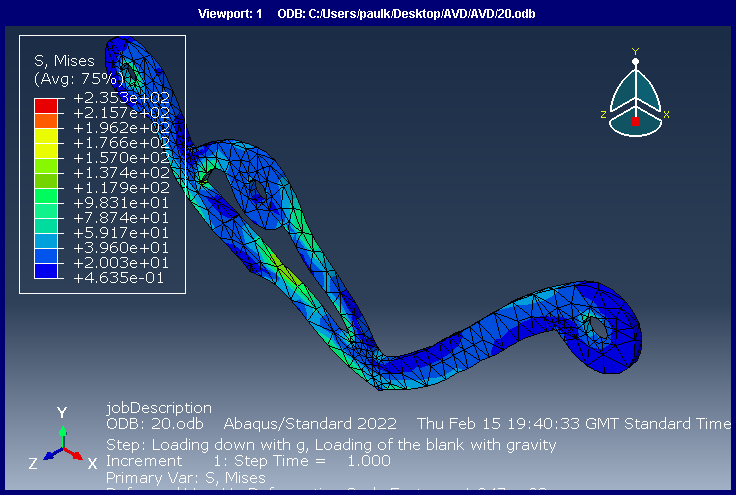 Viewport: 1 ODB: C:/Users/paulk/Desktop/AVD/AVD/20.odb
S, Mises
(Avg: 75%)
+2.353e+02
+2.157e+02
+1.962e+02
+1.766e+02
+1.570e+02
+1.374e+02
+1.179e+02
+9.831e+01
+7.874e+01
+5.917e+01
+3.960e+01
+2.003e+01
+4.635e-01
Y
Z X
Y
Z X
jobDescription
ODB: 20.odb Abaqus/Standard 2022 Thu Feb 15 19:40:33 GMT Standard Time
Step: Loading down with g, Loading of the blank with gravity
Increment 1: Step Time = 1.000
Primary Var: S, Mises